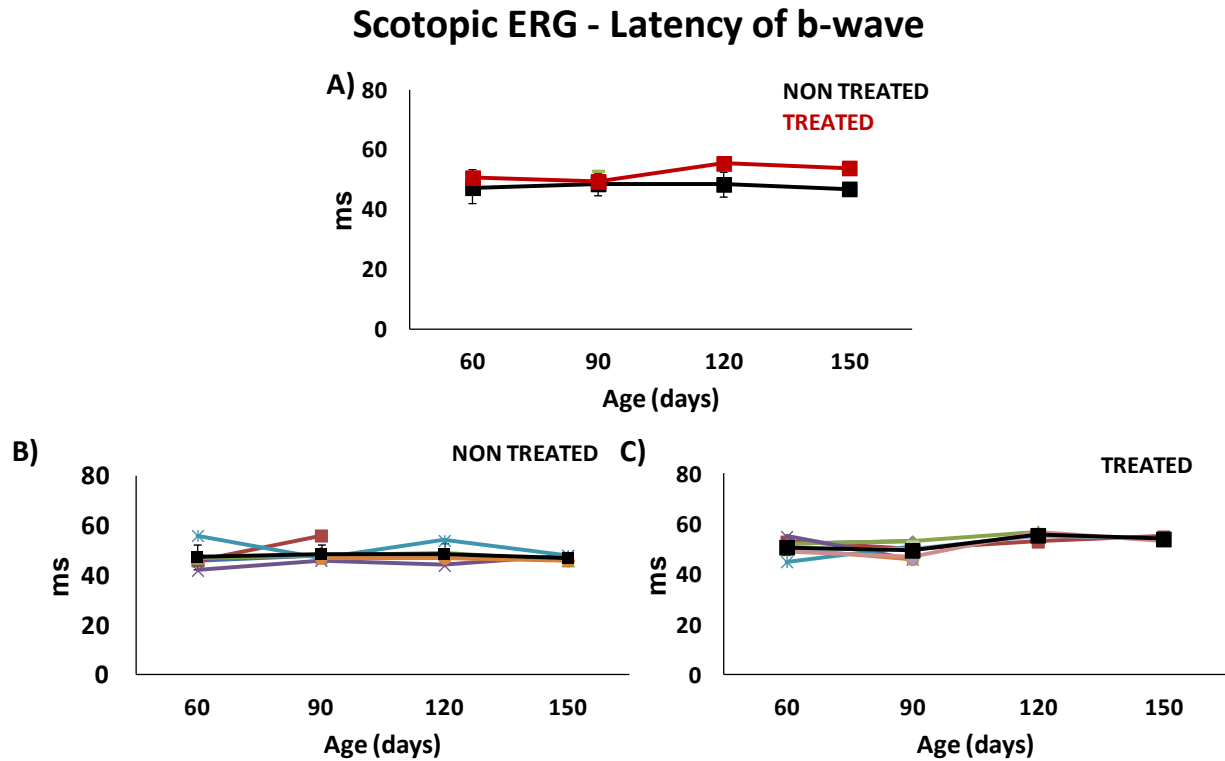 Scotopic ERG - Latency of b-wave
A)
NON TREATED
TREATED
80
60
40
20
0
ms
60 90 120 150
Age (days)
B)
NON TREATED
80
60
40
20
0
ms
60 90 120 150
Age (days)
C)
TREATED
80
60
40
20
0
ms
60 90 120 150
Age (days)